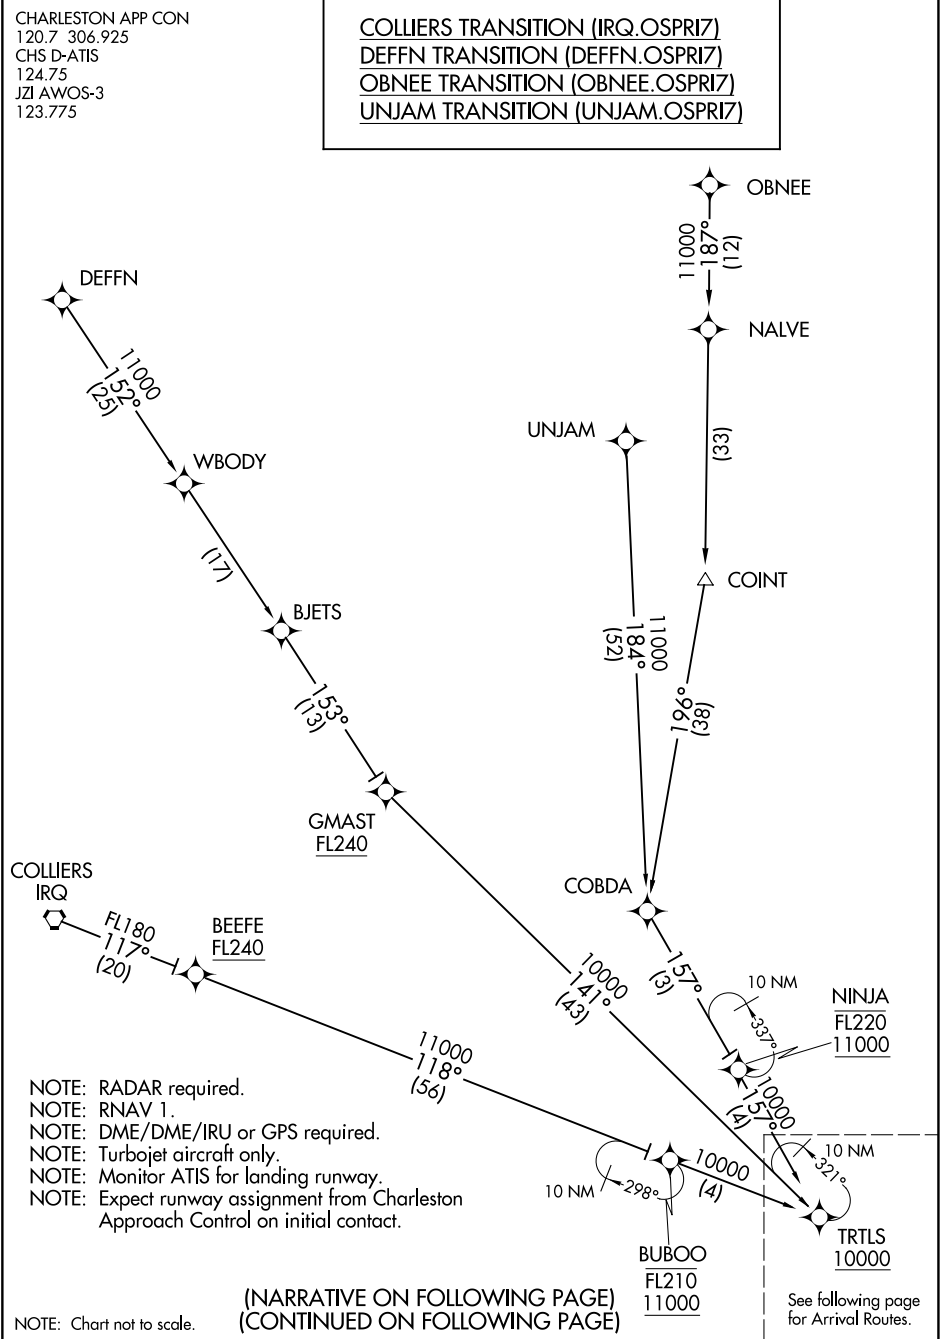 CHARLESTON APP CON
120.7 306.925
CHS D-ATIS
124.75
JZI AWOS-3
123.775
COLLIERS TRANSITION (IRQ.OSPRI7)
DEFFN TRANSITION (DEFFN.OSPRI7)
OBNEE TRANSITION (OBNEE.OSPRI7)
UNJAM TRANSITION (UNJAM.OSPRI7)
OBNEE
11000
187°
(12)
NALVE
(33)
COINT
196°
(38)
UNJAM
11000
184°
(52)
DEFFN
11000
152°
(25)
WBODY
(17)
BJETS
153°
(13)
GMAST
FL240
10000
141°
(43)
COLLIERS
IRQ
FL180
117°
(20)
BEEFE
FL240
11000
118°
(56)
COBDA
157°
(3)
10 NM
337°
NINJA
FL220
11000
10000
157°
(4)
10 NM
321°
TRTLS
10000
10 NM
298°
10000
(4)
BUBOO
FL210
11000
NOTE: RADAR required.
NOTE: RNAV 1.
NOTE: DME/DME/IRU or GPS required.
NOTE: Turbojet aircraft only.
NOTE: Monitor ATIS for landing runway.
NOTE: Expect runway assignment from Charleston
Approach Control on initial contact.
See following page
for Arrival Routes.
(NARRATIVE ON FOLLOWING PAGE)
(CONTINUED ON FOLLOWING PAGE)
NOTE: Chart not to scale.